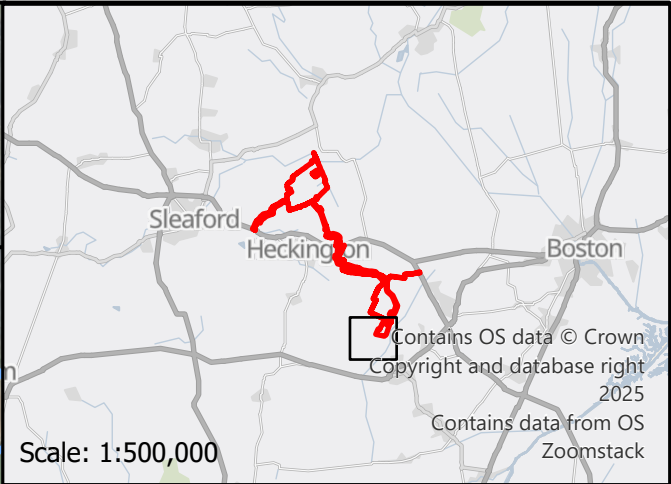 Sleaford
Heckington
Boston
m
Contains OS data © Crown
Copyright and database right
2025
Contains data from OS
Zoomstack
Scale: 1:500,000